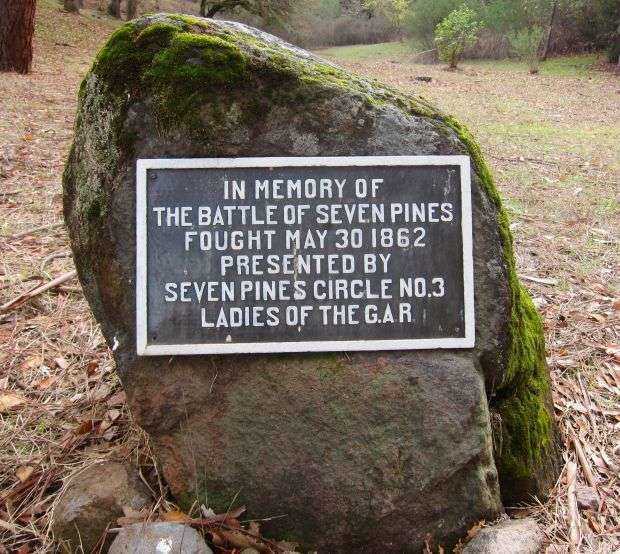 IN MEMORY OF
THE BATTLE OF SEVEN PINES
FOUGHT MAY 30 1862
PRESENTED BY
SEVEN PINES CIRCLE NO.3
LADIES OF THE G.A.R